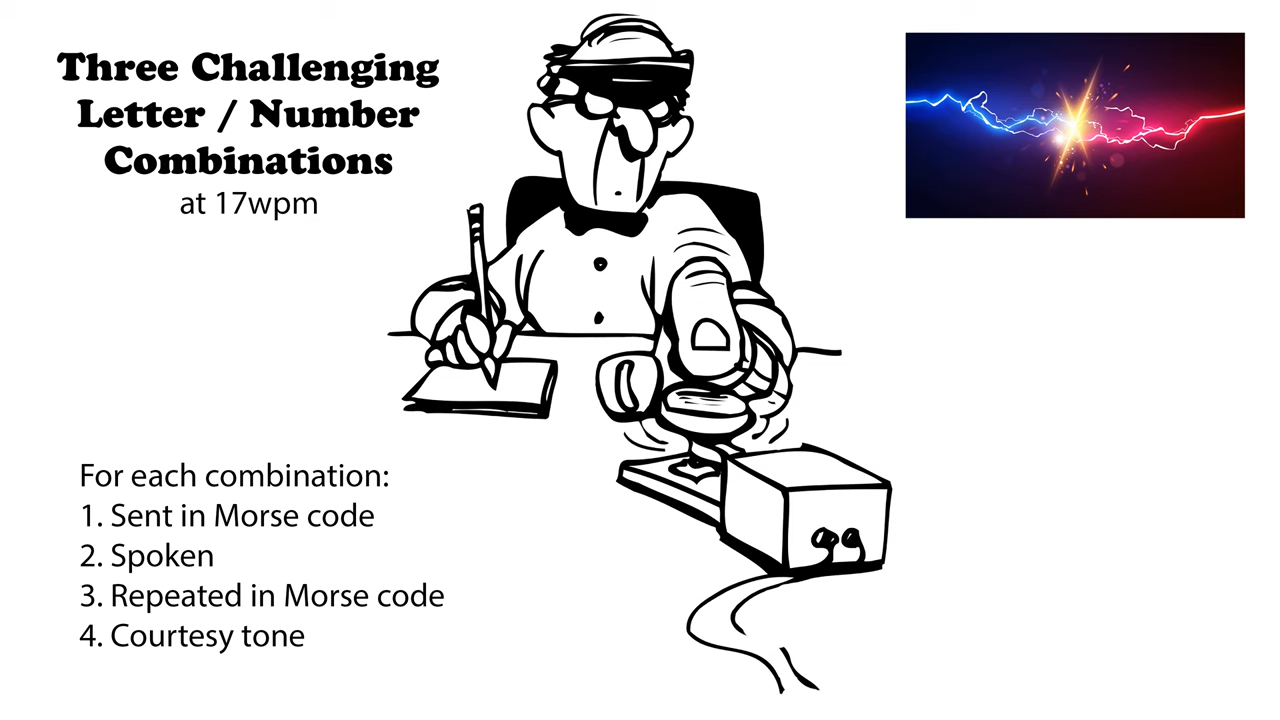 Three Challenging
Letter / Number
Combinations
at 17wpm
For each combination:
1. Sent in Morse code
2. Spoken
3. Repeated in Morse code
4. Courtesy tone